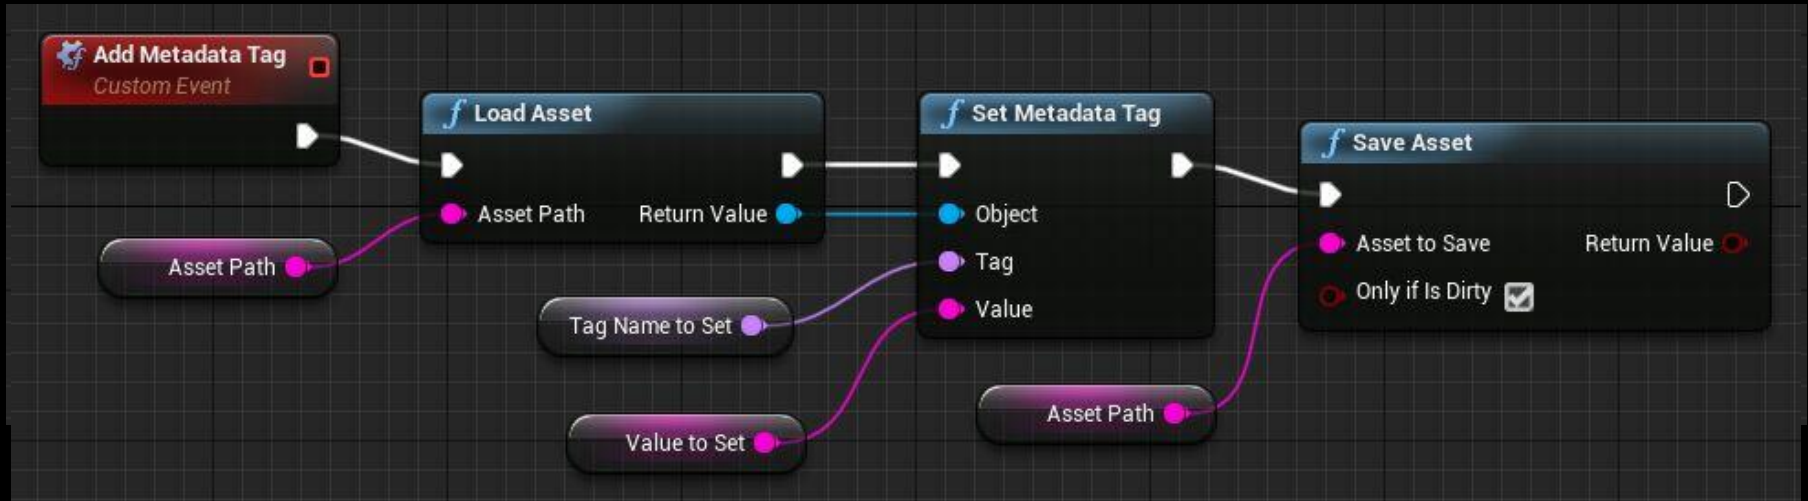 Add Metadata Tag
Custom Event
Load Asset
Asset Path
Return Value
Asset Path
Set Metadata Tag
Object
Tag
Value
Tag Name to Set
Value to Set
Save Asset
Asset to Save
Return Value
Only if Is Dirty
Asset Path